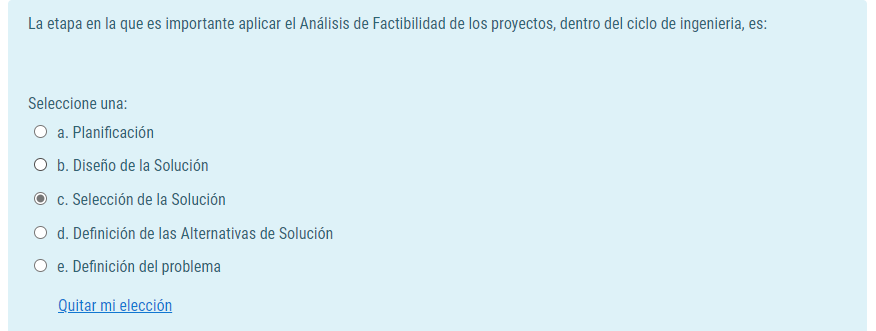 La etapa en la que es importante aplicar el Análisis de Factibilidad de los proyectos, dentro del ciclo de ingenieria, es:
Seleccione una:
a. Planificación
b. Diseño de la Solución
c. Selección de la Solución
d. Definición de las Alternativas de Solución
e. Definición del problema
Quitar mi elección